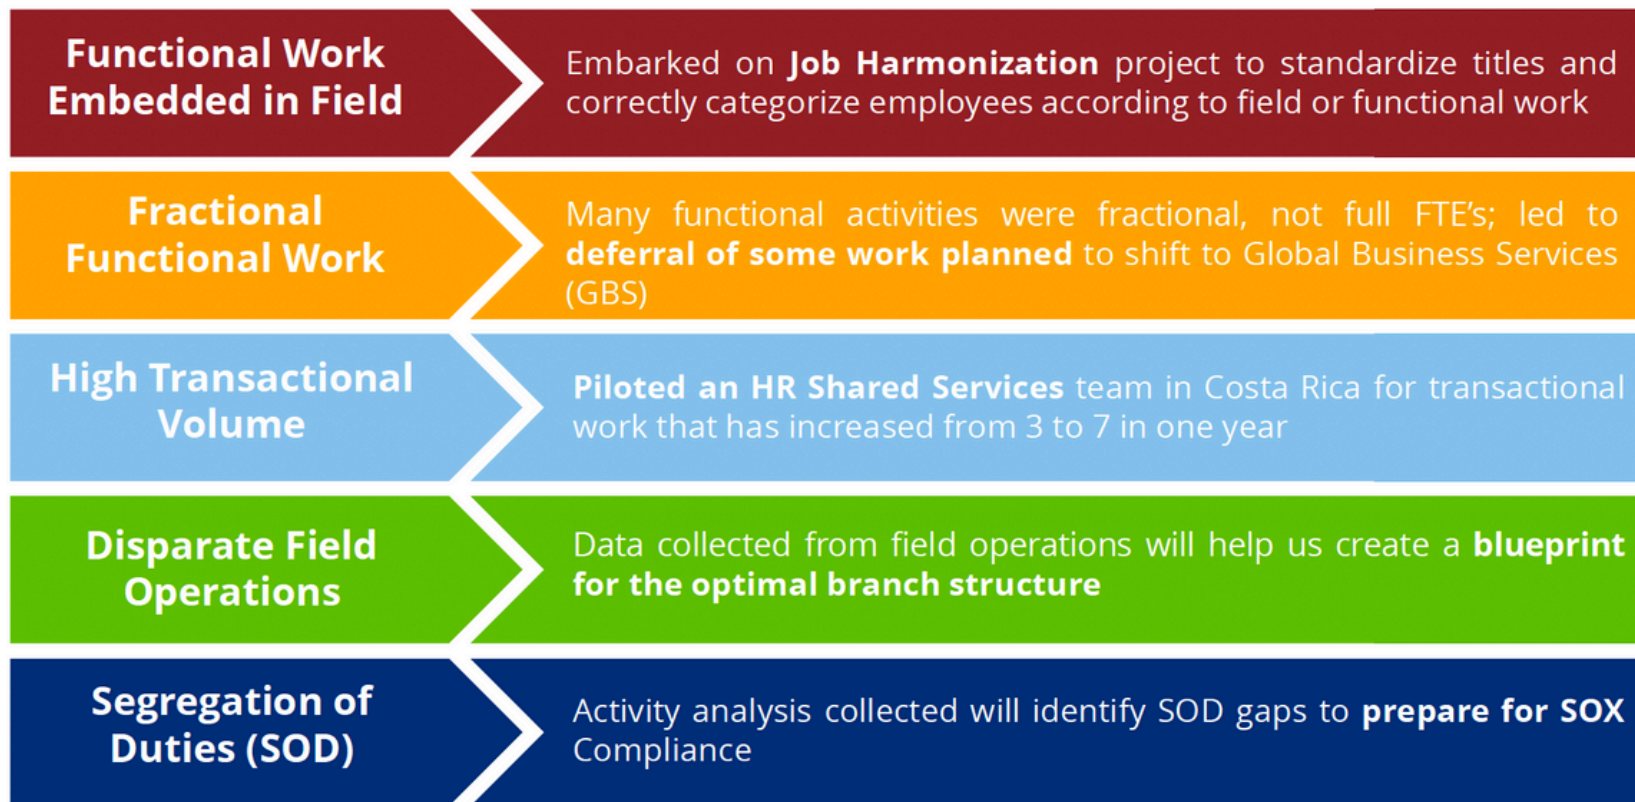 Functional Work
Embedded in Field
Embarked on Job Harmonization project to standardize titles and
correctly categorize employees according to field or functional work
Fractional
Functional Work
Many functional activities were fractional, not full FTE’s; led to
deferral of some work planned to shift to Global Business Services
(GBS)
High Transactional
Volume
Piloted an HR Shared Services team in Costa Rica for transactional
work that has increased from 3 to 7 in one year
Disparate Field
Operations
Data collected from field operations will help us create a blueprint
for the optimal branch structure
Segregation of
Duties (SOD)
Activity analysis collected will identify SOD gaps to prepare for SOX
Compliance